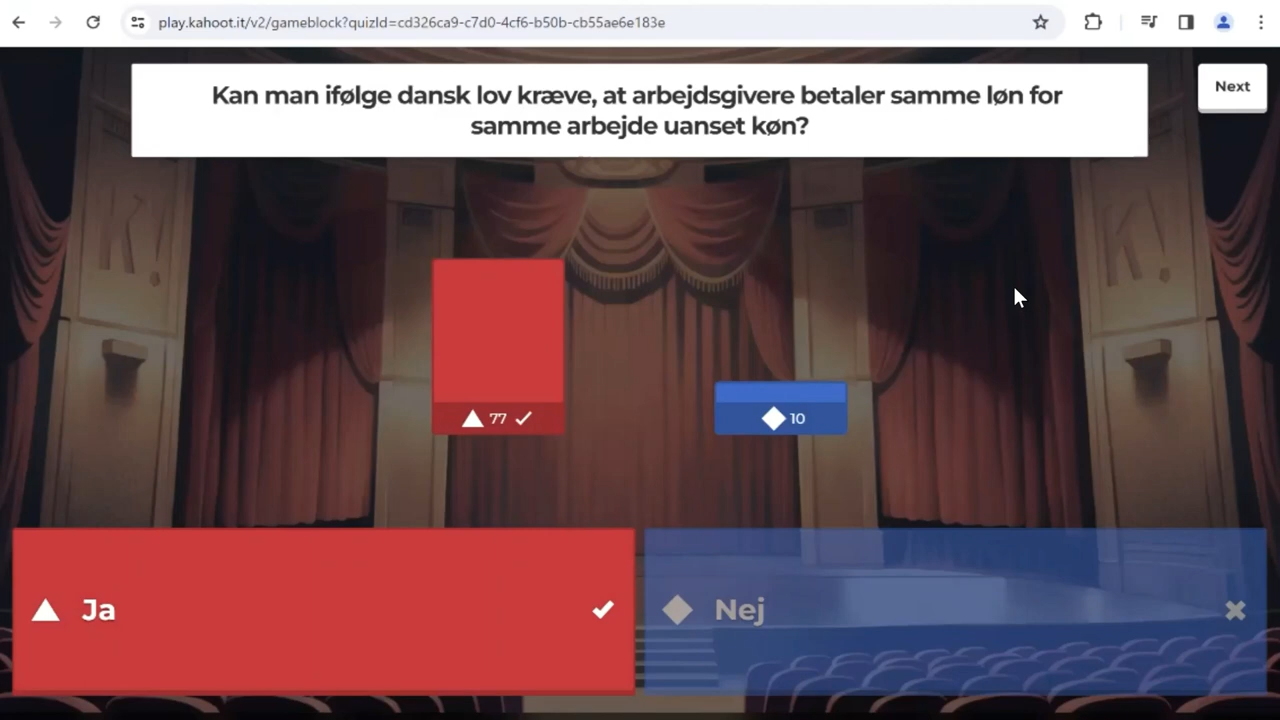 play.kahoot.it/v2/gameblock?quizId=cd326ca9-c7d0-4cf6-b50b-cb55ae6e183e
Kan man ifølge dansk lov kræve, at arbejdsgivere betaler samme løn for
samme arbejde uanset køn?
Next
K!
K!
77
10
Ja
Nej